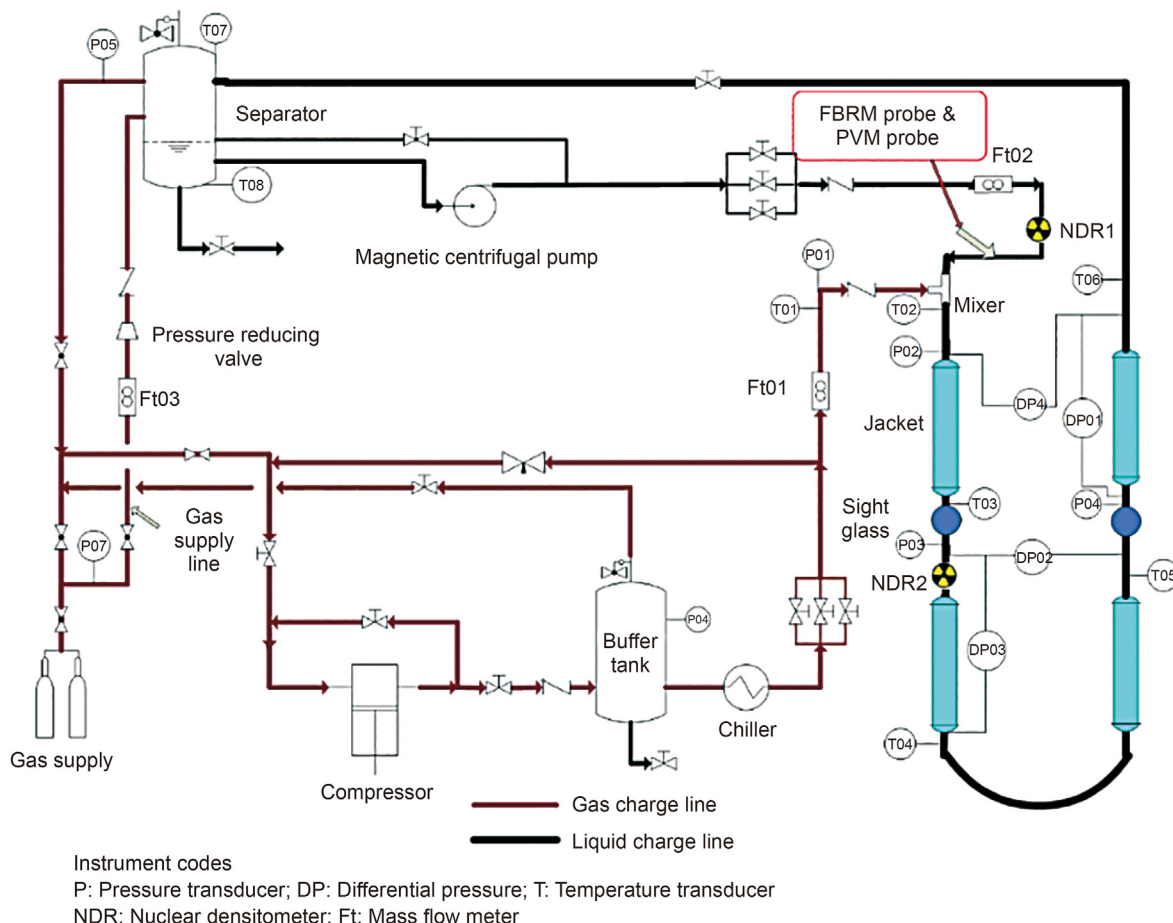 P05
T07
Separator
FBRM probe &
PVM probe
Ft02
T08
NDR1
Magnetic centrifugal pump
P01
T06
T01
T02
Mixer
Pressure reducing
valve
P02
Ft03
Ft01
DP4
DP01
Jacket
Gas
supply
line
T03
P04
Sight
glass
P07
P03
DP02
NDR2
T05
P04
Buffer
tank
DP03
Chiller
T04
Gas supply
Compressor
Gas charge line
Liquid charge line
Instrument codes
P: Pressure transducer; DP: Differential pressure; T: Temperature transducer
NDR: Nuclear densitometer; Ft: Mass flow meter